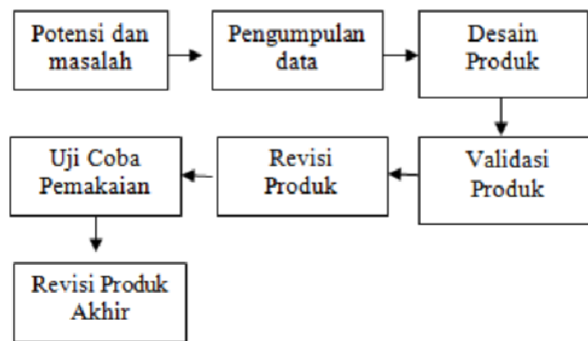 Potensi dan
masalah
Pengumpulan
data
Desain
Produk
Validasi
Produk
Revisi
Produk
Uji Coba
Pemakaian
Revisi Produk
Akhir